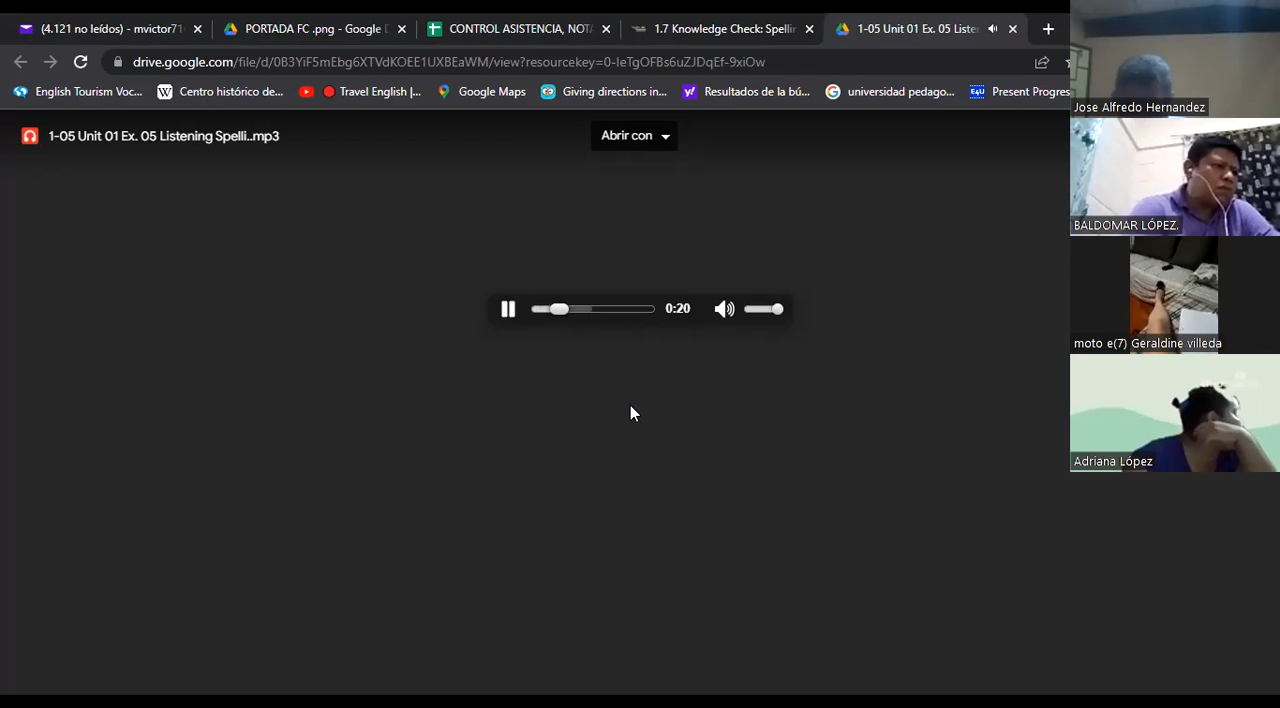 (4.121 no leídos) - mvictor71
PORTADA FC .png - Google D
CONTROL ASISTENCIA, NOTA
1.7 Knowledge Check: Spellin
1-05 Unit 01 Ex. 05 Liste
drive.google.com/file/d/0B3YiF5mEbg6XTVdKOEE1UXBEaWM/view?resourcekey=0-IeTgOFBs6uZJDqEf-9xiOw
English Tourism Voc...
Centro histórico de...
Travel English |...
Google Maps
Giving directions in...
Resultados de la bú...
universidad pedago...
Present Progres
1-05 Unit 01 Ex. 05 Listening Spelli..mp3
Abrir con
0:20
Jose Alfredo Hernandez
BALDOMAR LÓPEZ.
moto e(7) Geraldine villeda
Adriana López